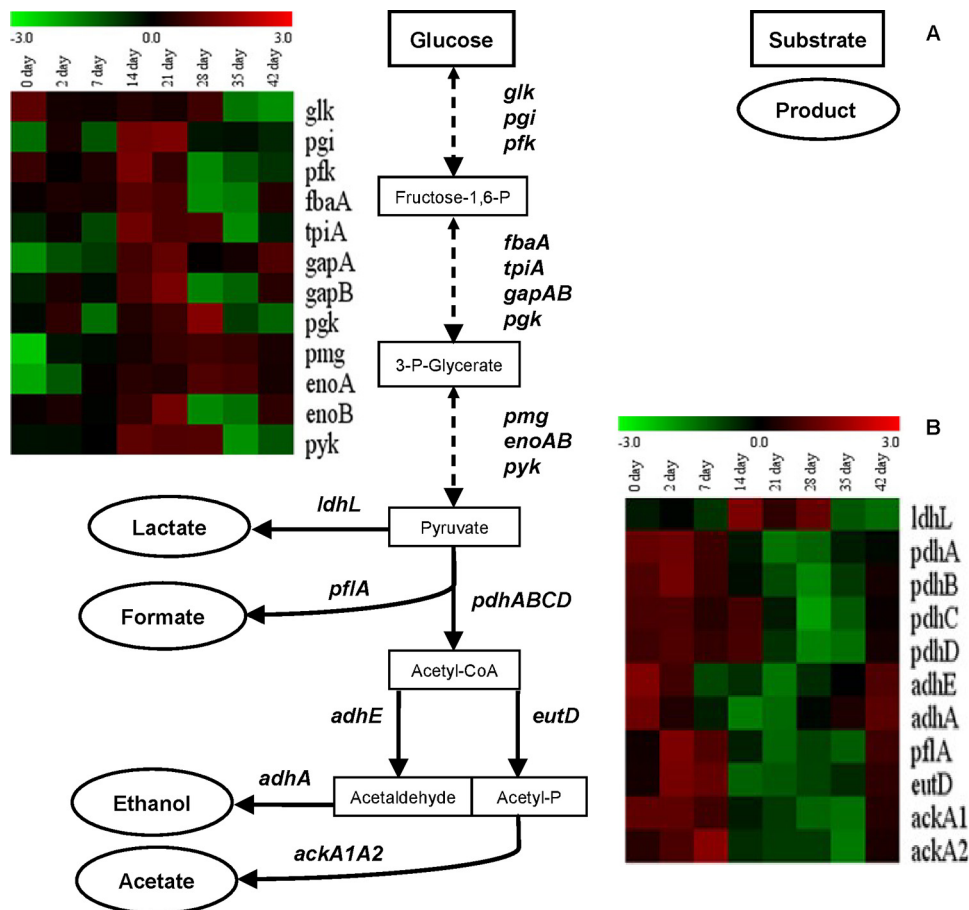 -3.0 0.0 3.0
0 day 2 day 7 day 14 day 21 day 28 day 35 day 42 day
glk
pgi
pfk
fbaA
tpiA
gapA
gapB
pgk
pmg
enoA
enoB
pyk
Glucose
glk
pgi
pfk
Fructose-1,6-P
fbaA
tpiA
gapAB
pgk
3-P-Glycerate
pmg
enoAB
pyk
Lactate
ldhL
Pyruvate
Formate
pflA
pdhABCD
Acetyl-CoA
adhE
eutD
Ethanol
adhA
Acetaldehyde
Acetyl-P
Acetate
ackA1A2
Substrate
A
Product
B
-3.0 0.0 3.0
0 day 2 day 7 day 14 day 21 day 28 day 35 day 42 day
ldhL
pdhA
pdhB
pdhC
pdhD
adhE
adhA
pflA
eutD
ackA1
ackA2